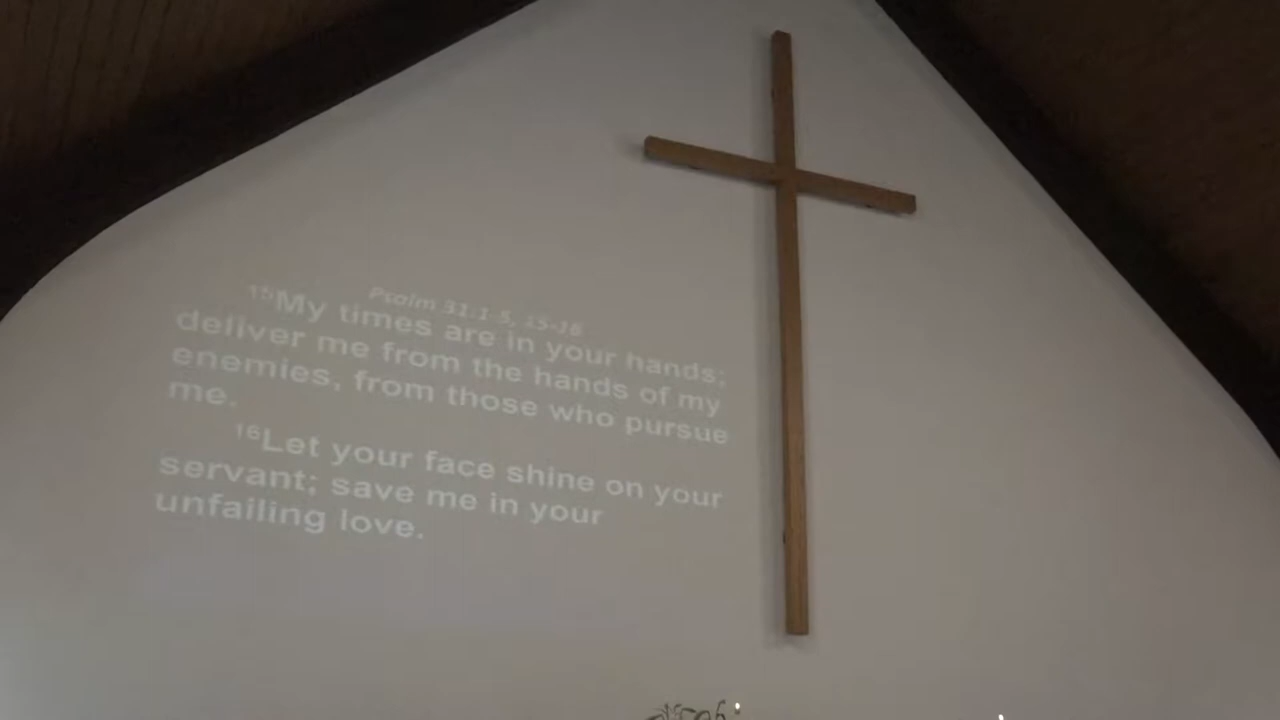 Psalm 31:1-5, 15-16
15My times are in your hands;
deliver me from the hands of my
enemies, from those who pursue
me.
16Let your face shine on your
servant; save me in your
unfailing love.